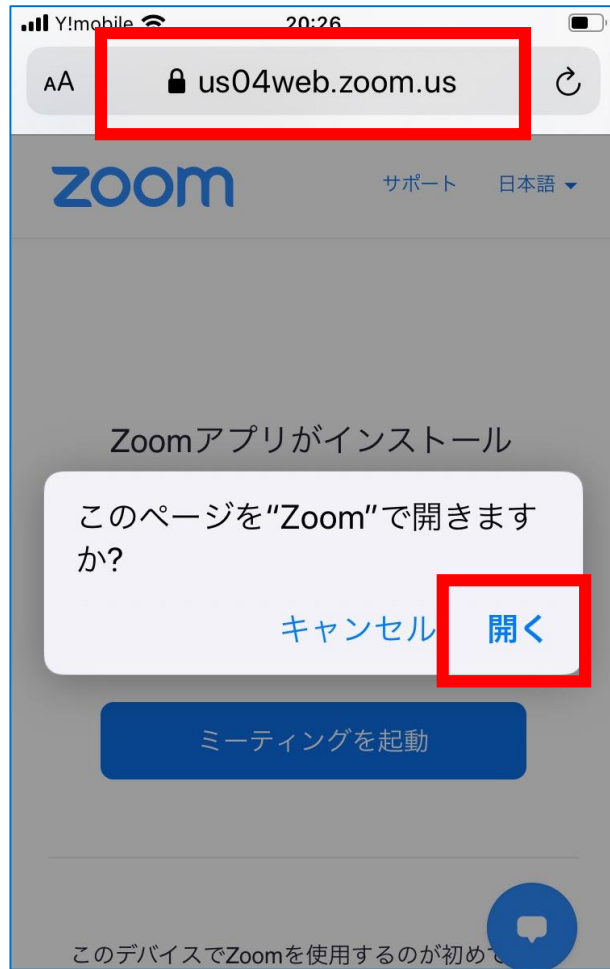 Y!mobile 20:26
AA us04web.zoom.us
zoom サポート 日本語
Zoomアプリがインストール
このページを"Zoom"で開きます
か?
キャンセル 開く
ミーティングを起動
このデバイスでZoomを使用するのが初めて